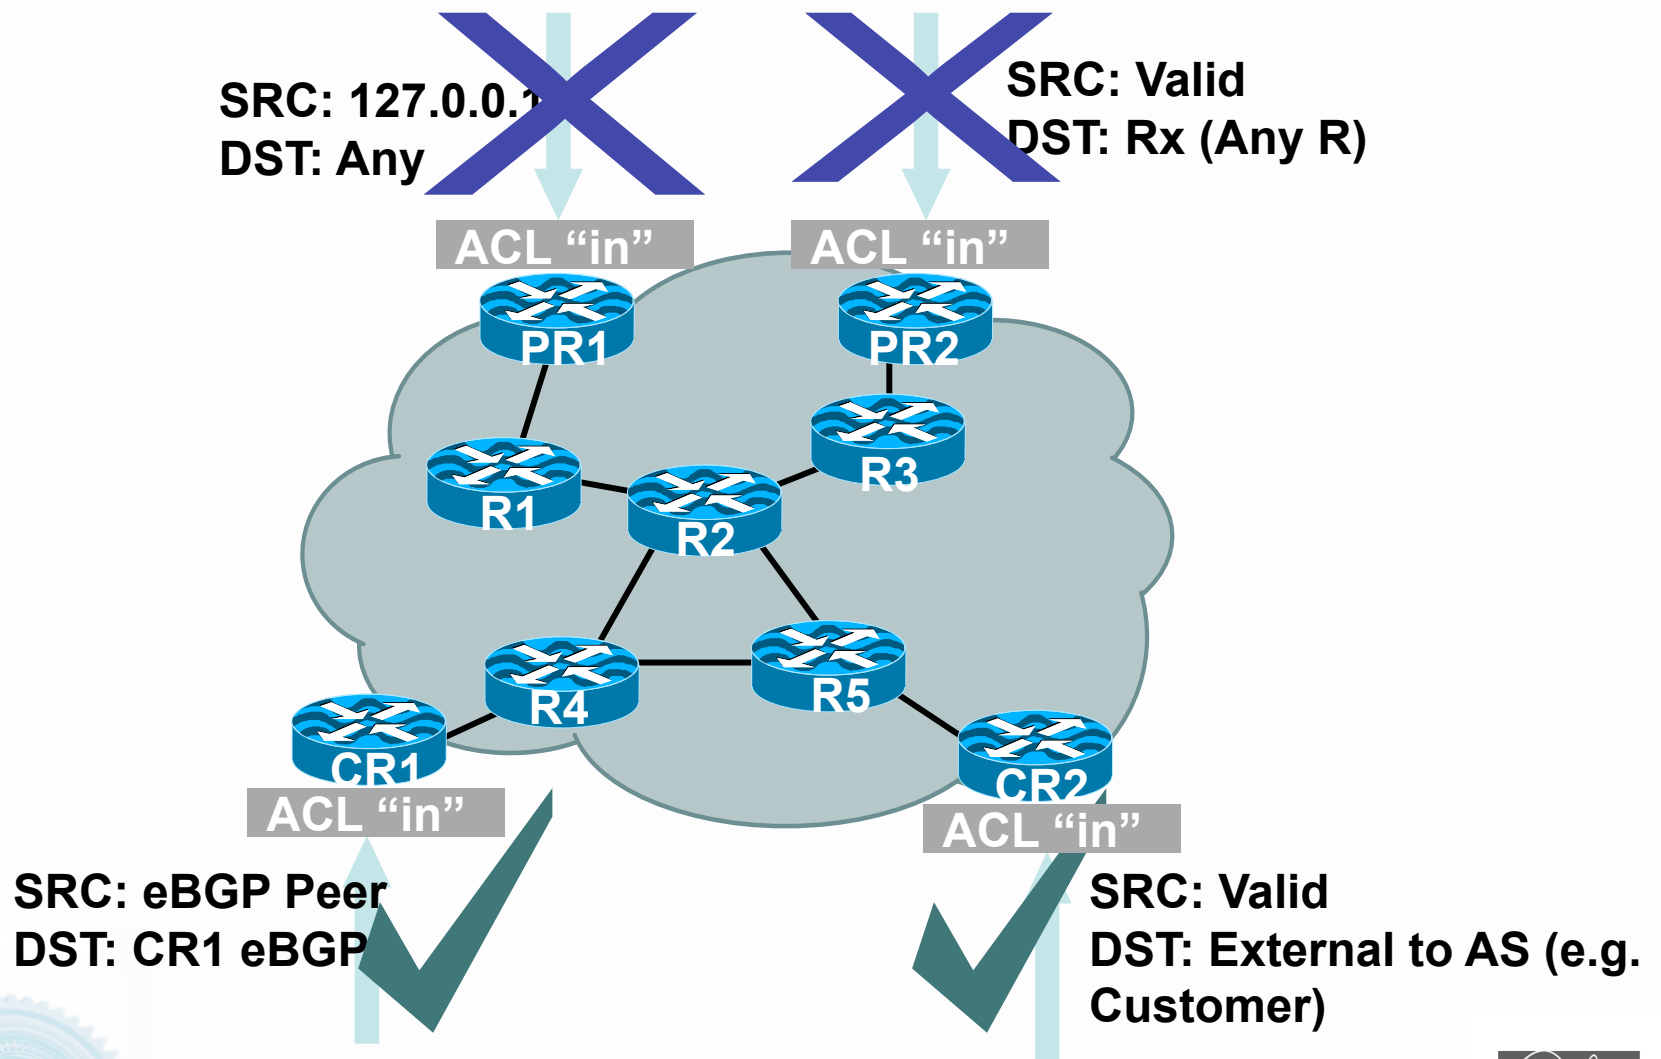 SRC: 127.0.0.1
DST: Any
SRC: Valid
DST: Rx (Any R)
ACL “in”
ACL “in”
PR1
PR2
R3
R1
R2
R4
R5
CR1
CR2
ACL “in”
ACL “in”
SRC: eBGP Peer
DST: CR1 eBGP
SRC: Valid
DST: External to AS (e.g.
Customer)